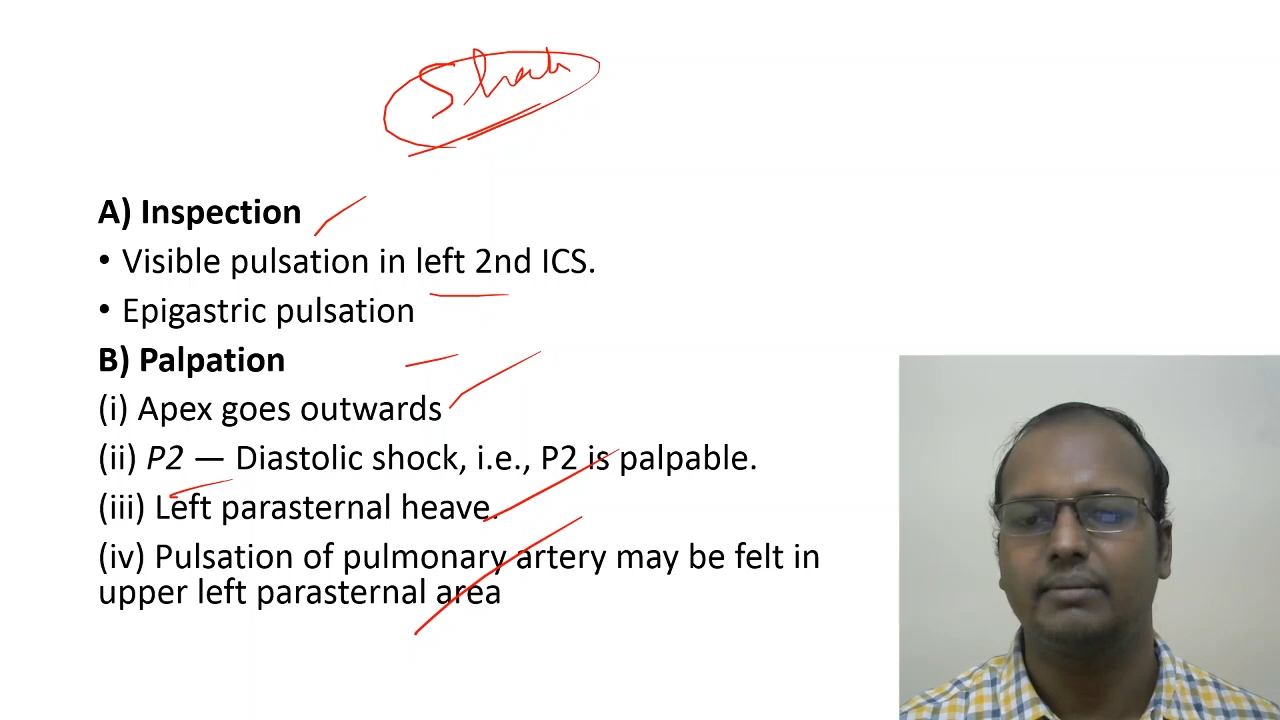 A) Inspection
• Visible pulsation in left 2nd ICS.
• Epigastric pulsation
B) Palpation
(i) Apex goes outwards
(ii) P2 — Diastolic shock, i.e., P2 is palpable.
(iii) Left parasternal heave.
(iv) Pulsation of pulmonary artery may be felt in
upper left parasternal area